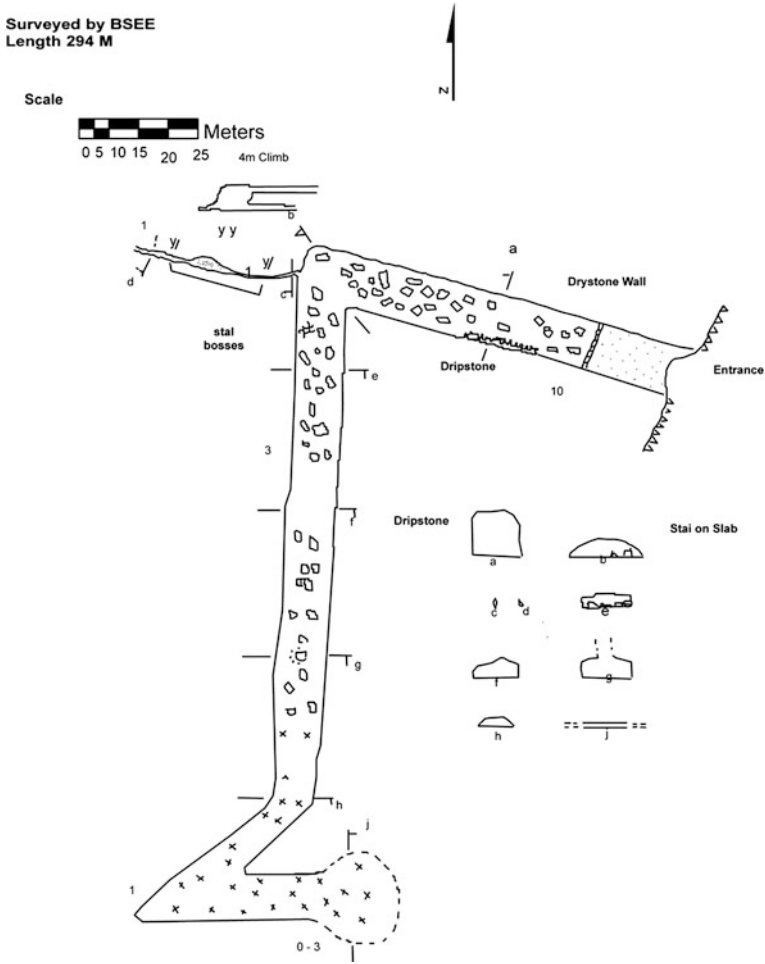 Surveyed by BSEE
Length 294 M
Z
Scale
Meters
0 5 10 15 20 25
4m Climb
b
y y
1
y
y
1
a
d
c
Drystone Wall
stal
bosses
Dripstone
Entrance
e
10
3
f
Dripstone
Stai on Slab
a
b
c
d
e
g
f
g
h
j
h
j
1
0 - 3